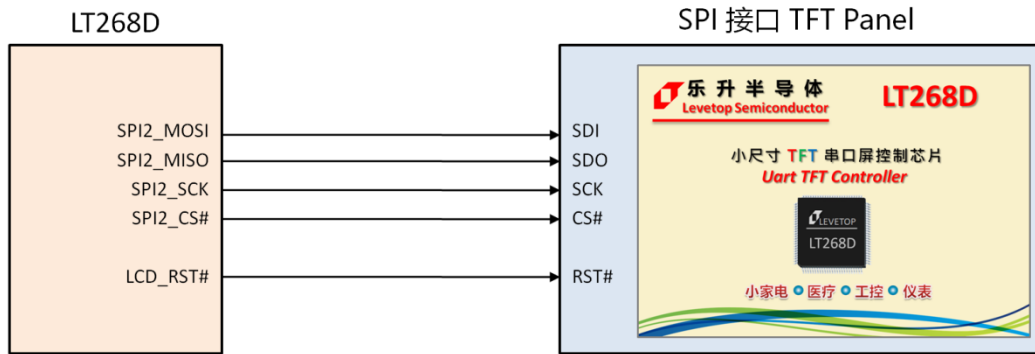 LT268D
SPI 接口 TFT Panel
SPI2_MOSI
SPI2_MISO
SPI2_SCK
SPI2_CS#
LCD_RST#
SDI
SDO
SCK
CS#
RST#
乐升半导体
Levetop Semiconductor
LT268D
小尺寸 TFT 串口屏控制芯片
Uart TFT Controller
LEVETOP
LT268D
小家电 医疗 工控 仪表